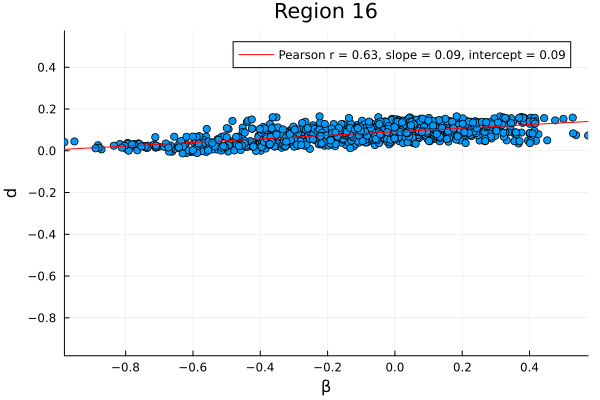 Region 16
Pearson r = 0.63, slope = 0.09, intercept = 0.09
0.4
0.2
0.0
−0.2
−0.4
−0.6
−0.8
d
−0.8 −0.6 −0.4 −0.2 0.0 0.2 0.4
β